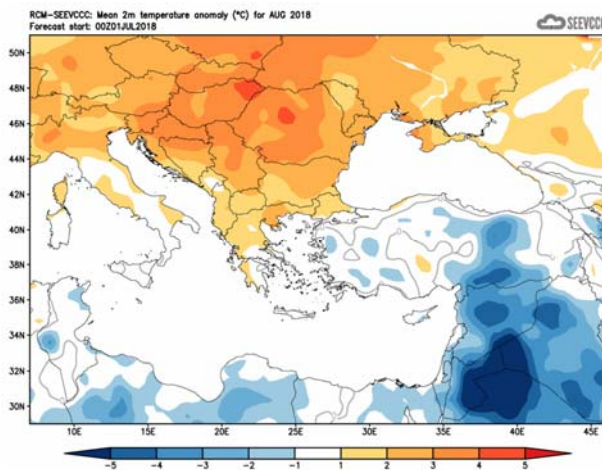 RCM-SEEVCCC: Mean 2m temperature anomaly (°C) for AUG 2018
Forecast start: 00Z01JUL2018
SEEVCCC
50N
48N
46N
44N
42N
40N
38N
36N
34N
32N
30N
10E 15E 20E 25E 30E 35E 40E 45E
-5 -4 -3 -2 -1 1 2 3 4 5